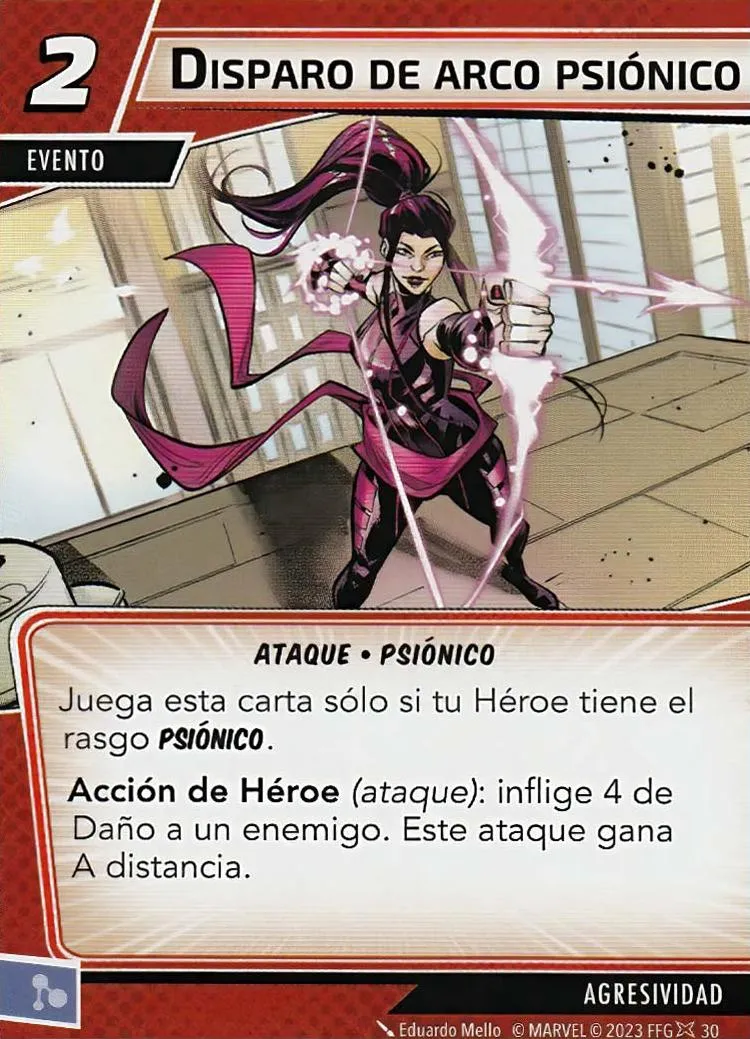 2
DISPARO DE ARCO PSIÓNICO
EVENTO
ATAQUE • PSIÓNICO
Juega esta carta sólo si tu Héroe tiene el
rasgo PSIÓNICO.
Acción de Héroe (ataque): inflige 4 de
Daño a un enemigo. Este ataque gana
A distancia.
AGRESIVIDAD
Eduardo Mello © MARVEL © 2023 FFG 30